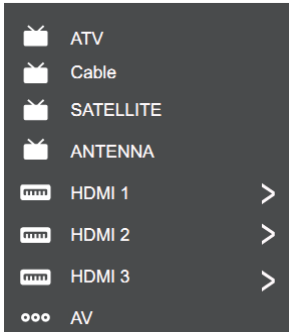 ATV
Cable
SATELLITE
ANTENNA
HDMI 1
HDMI 2
HDMI 3
AV